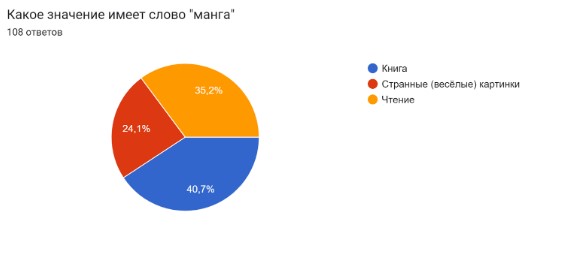 Какое значение имеет слово "манга"
108 ответов
35,2%
24,1%
40,7%
Книга
Странные (весёлые) картинки
Чтение